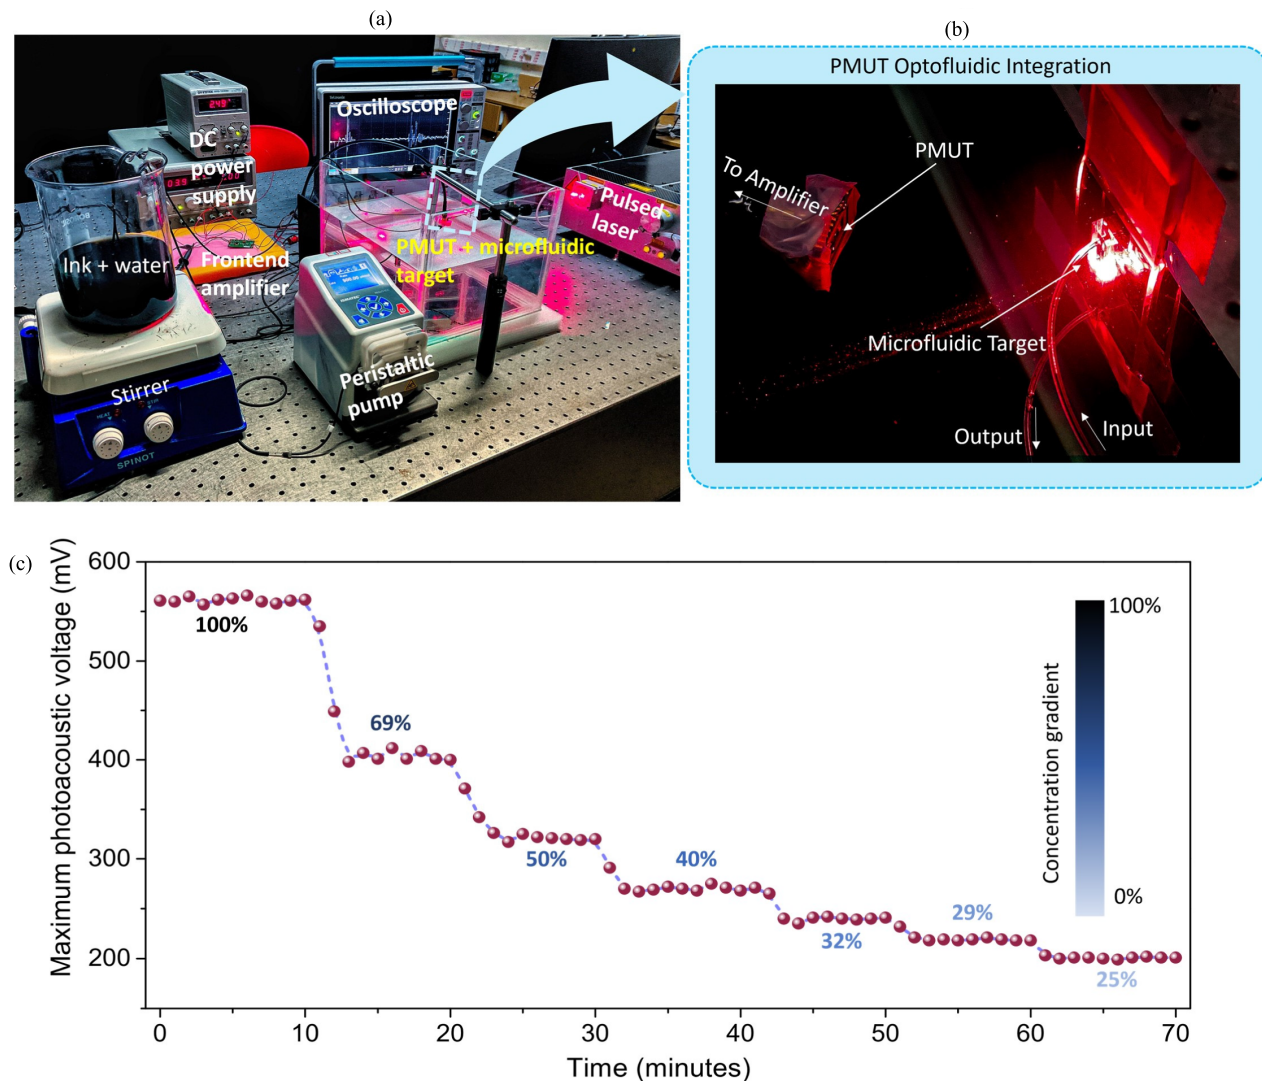 (a)
(b)
PMUT Optofluidic Integration
DC
power
supply
Oscilloscope
Pulsed
laser
Ink + water
Frontend
amplifier
PMUT + microfluidic
target
Peristaltic
pump
Stirrer
SPINOT
PMUT
To Amplifier
Microfluidic Target
Output
Input
(c)
Maximum photoacoustic voltage (mV)
600
500
400
300
200
100%
69%
50%
40%
32%
29%
25%
Concentration gradient
100%
0%
0
10
20
30
40
50
60
70
Time (minutes)